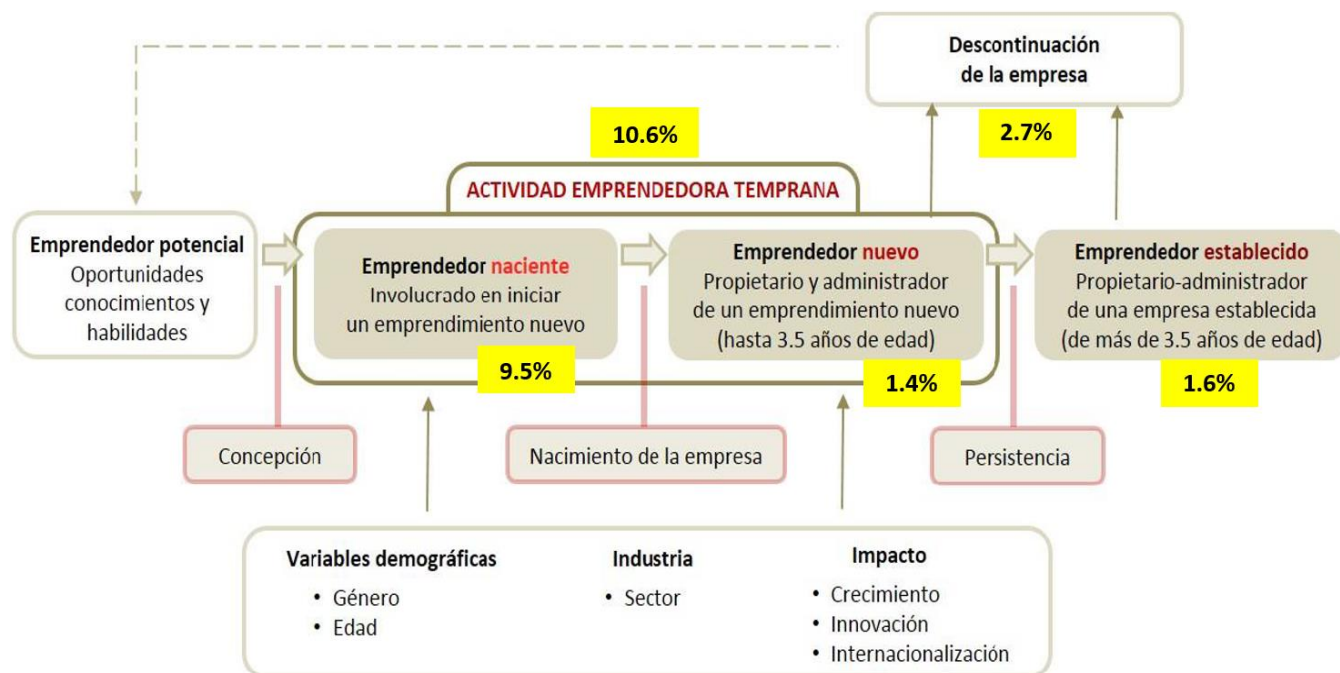 Descontinuación
de la empresa
2.7%
10.6%
ACTIVIDAD EMPRENDEDORA TEMPRANA
Emprendedor potencial
Oportunidades
conocimientos y
habilidades
Emprendedor naciente
Involucrado en iniciar
un emprendimiento nuevo
9.5%
Emprendedor nuevo
Propietario y administrador
de un emprendimiento nuevo
(hasta 3.5 años de edad)
1.4%
Emprendedor establecido
Propietario-administrador
de una empresa establecida
(de más de 3.5 años de edad)
1.6%
Concepción
Nacimiento de la empresa
Persistencia
Variables demográficas
• Género
• Edad
Industria
• Sector
Impacto
• Crecimiento
• Innovación
• Internacionalización